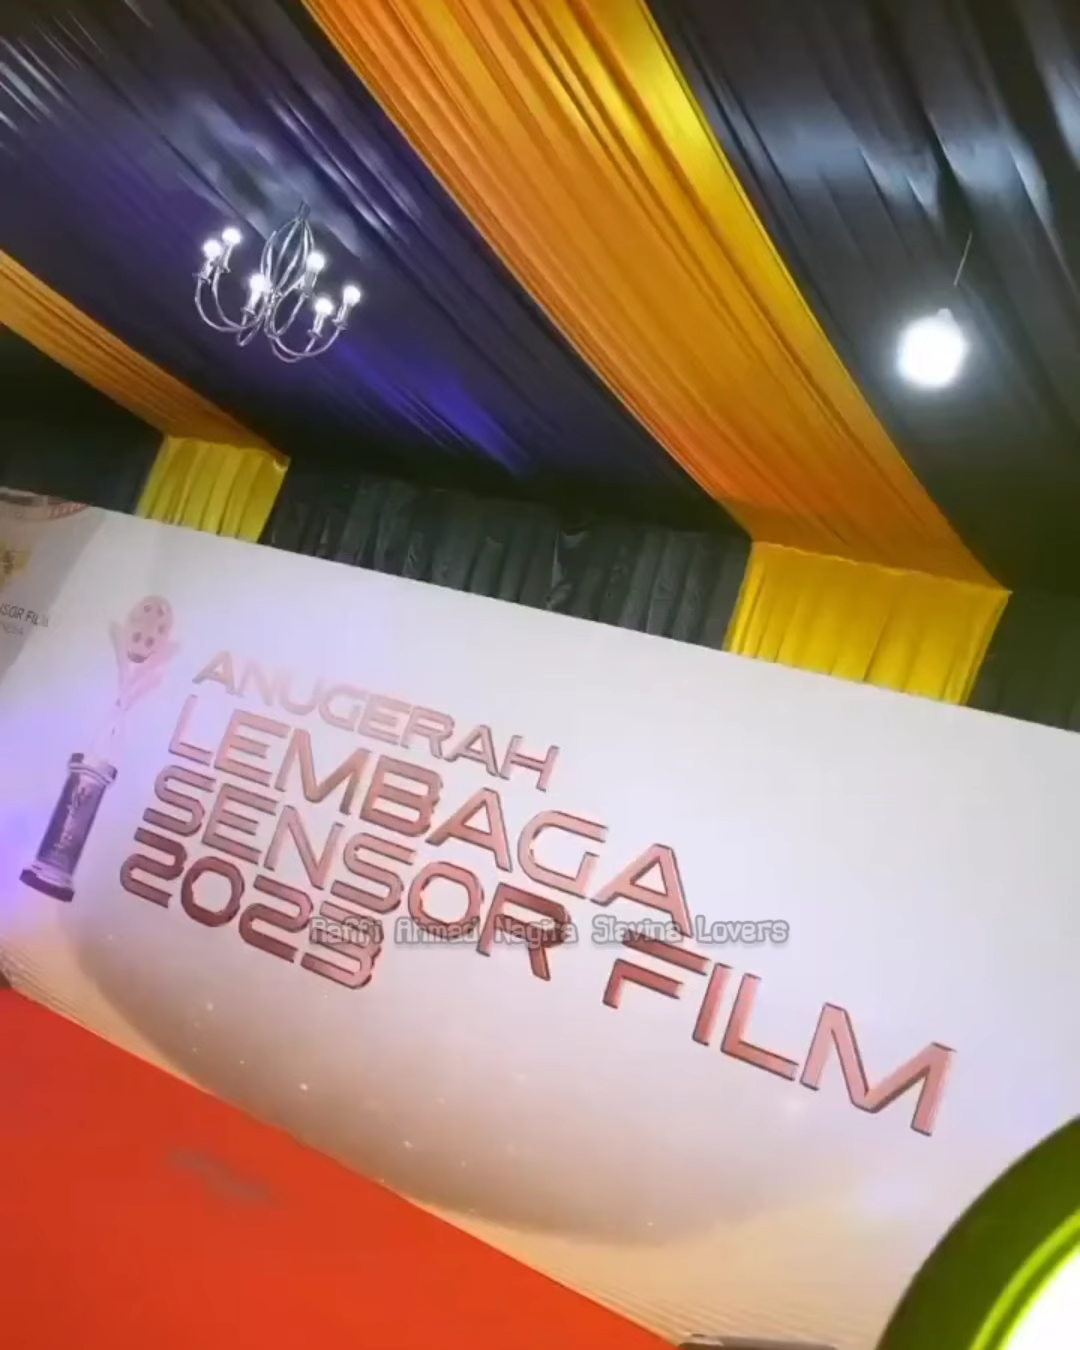 ANUGERAH
LEMBAGA
SENSOR FILM
2023
Raffi Ahmad Nagita Slavina Lovers